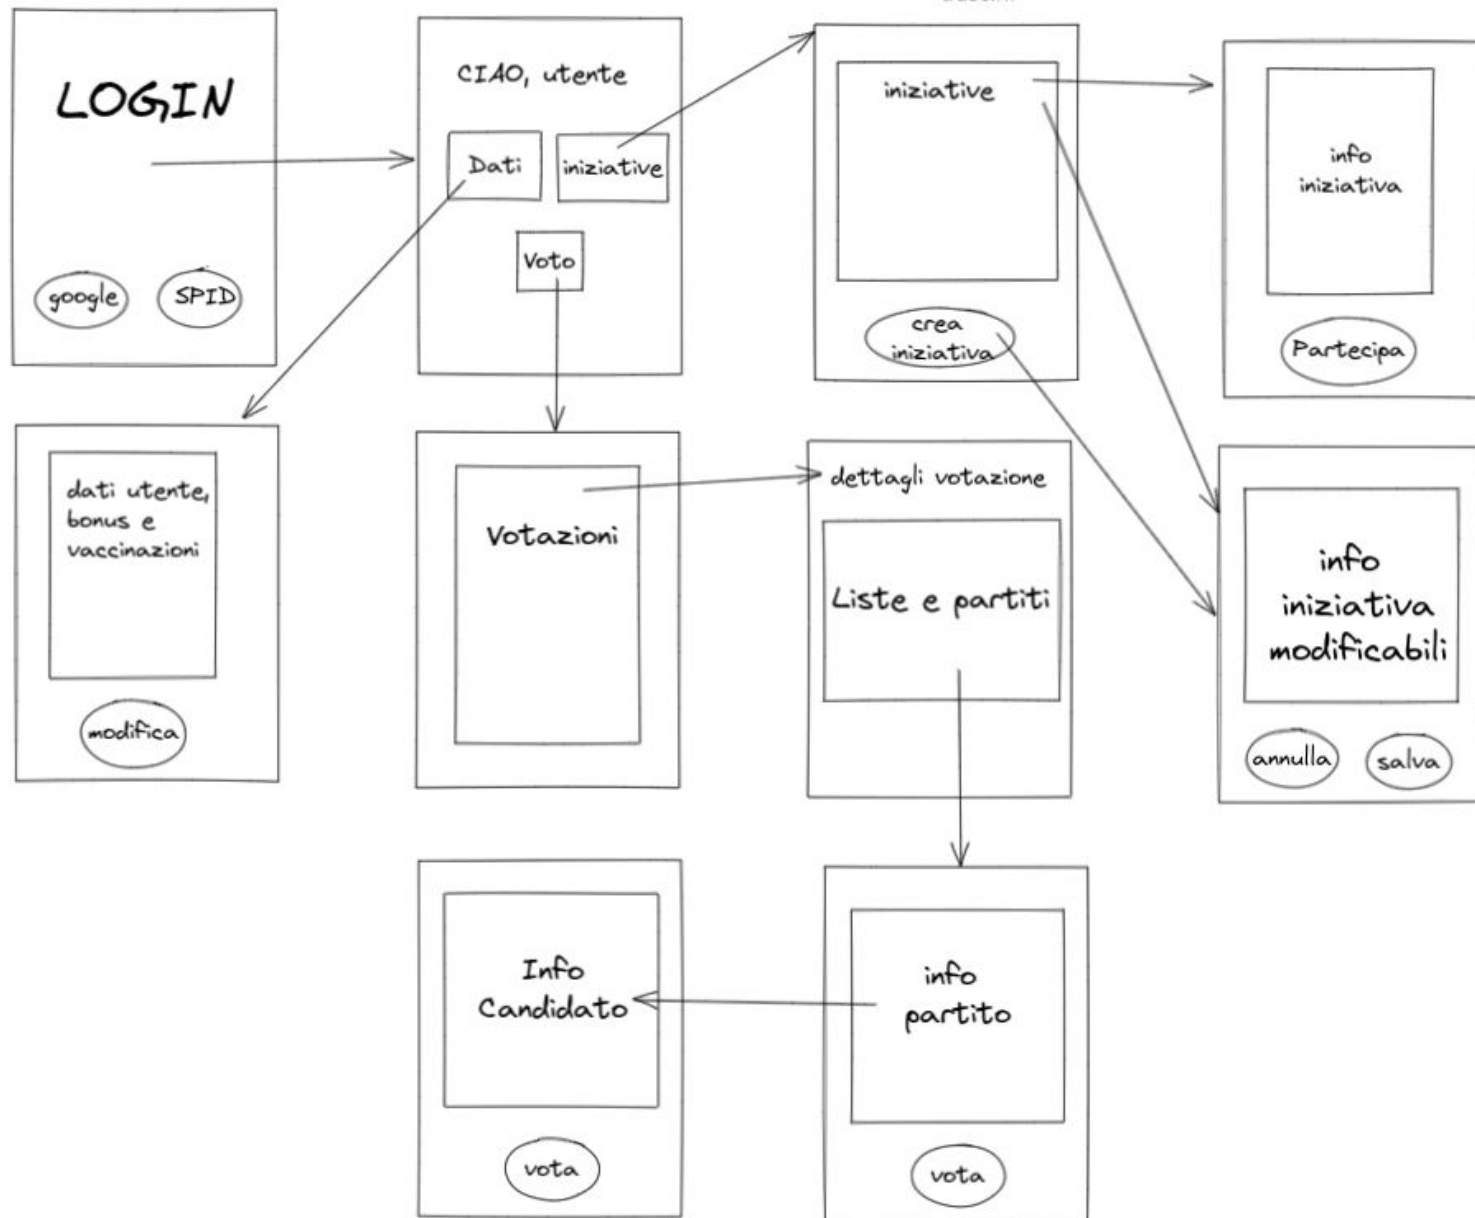 LOGIN
google
SPID
CIAO, utente
Dati
iniziative
Voto
iniziative
crea
iniziativa
info
iniziativa
Partecipa
dati utente,
bonus e
vaccinazioni
modifica
Votazioni
dettagli votazione
Liste e partiti
info
iniziativa
modificabili
annulla
salva
Info
Candidato
vota
info
partito
vota